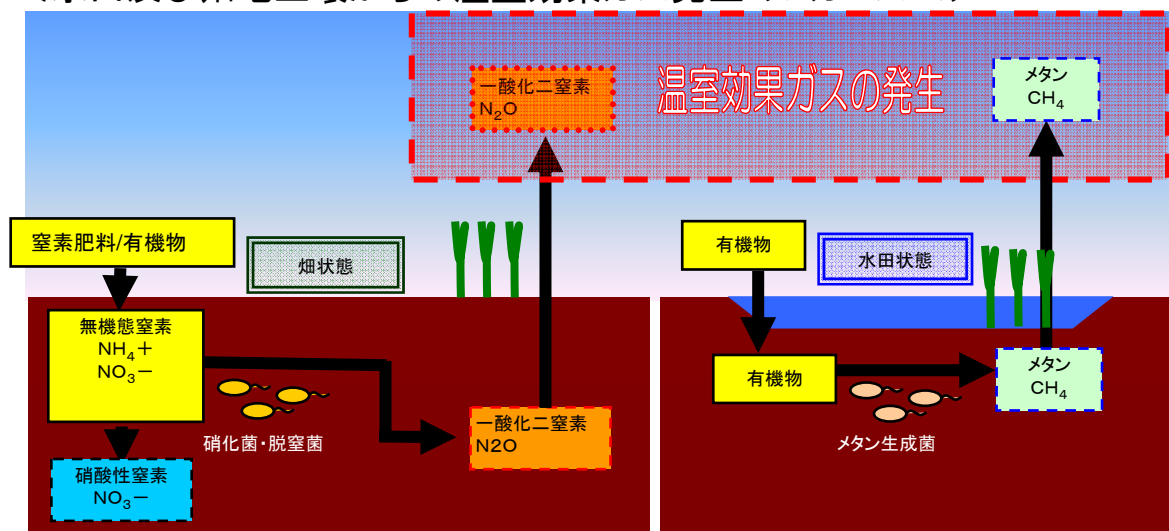 一酸化二窒素
N₂O
温室効果ガスの発生
メタン
CH₄
窒素肥料/有機物
畑状態
有機物
水田状態
無機態窒素
NH₄+
NO₃−
硝化菌・脱窒菌
一酸化二窒素
N2O
有機物
メタン
CH₄
メタン生成菌
硝酸性窒素
NO₃−